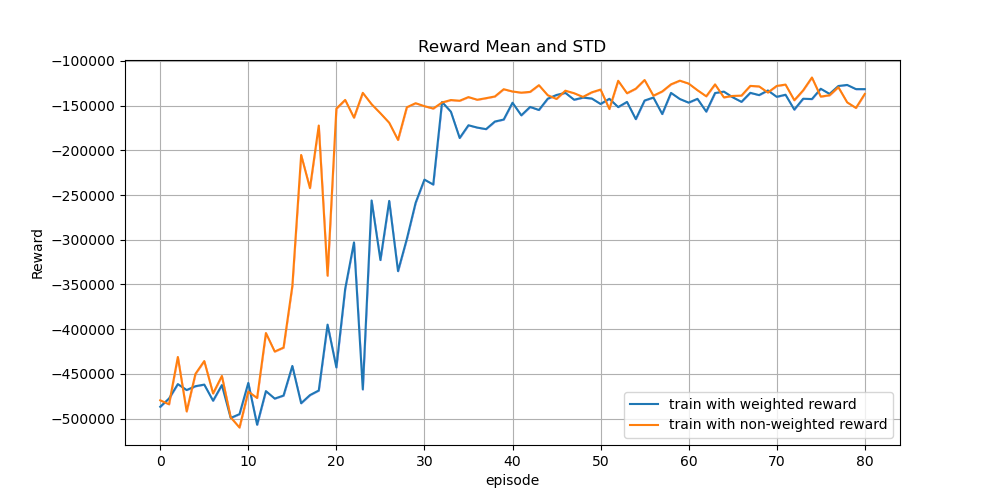 Reward Mean and STD
−100000
−150000
−200000
−250000
−300000
−350000
−400000
−450000
−500000
Reward
train with weighted reward
train with non-weighted reward
0 10 20 30 40 50 60 70 80
episode